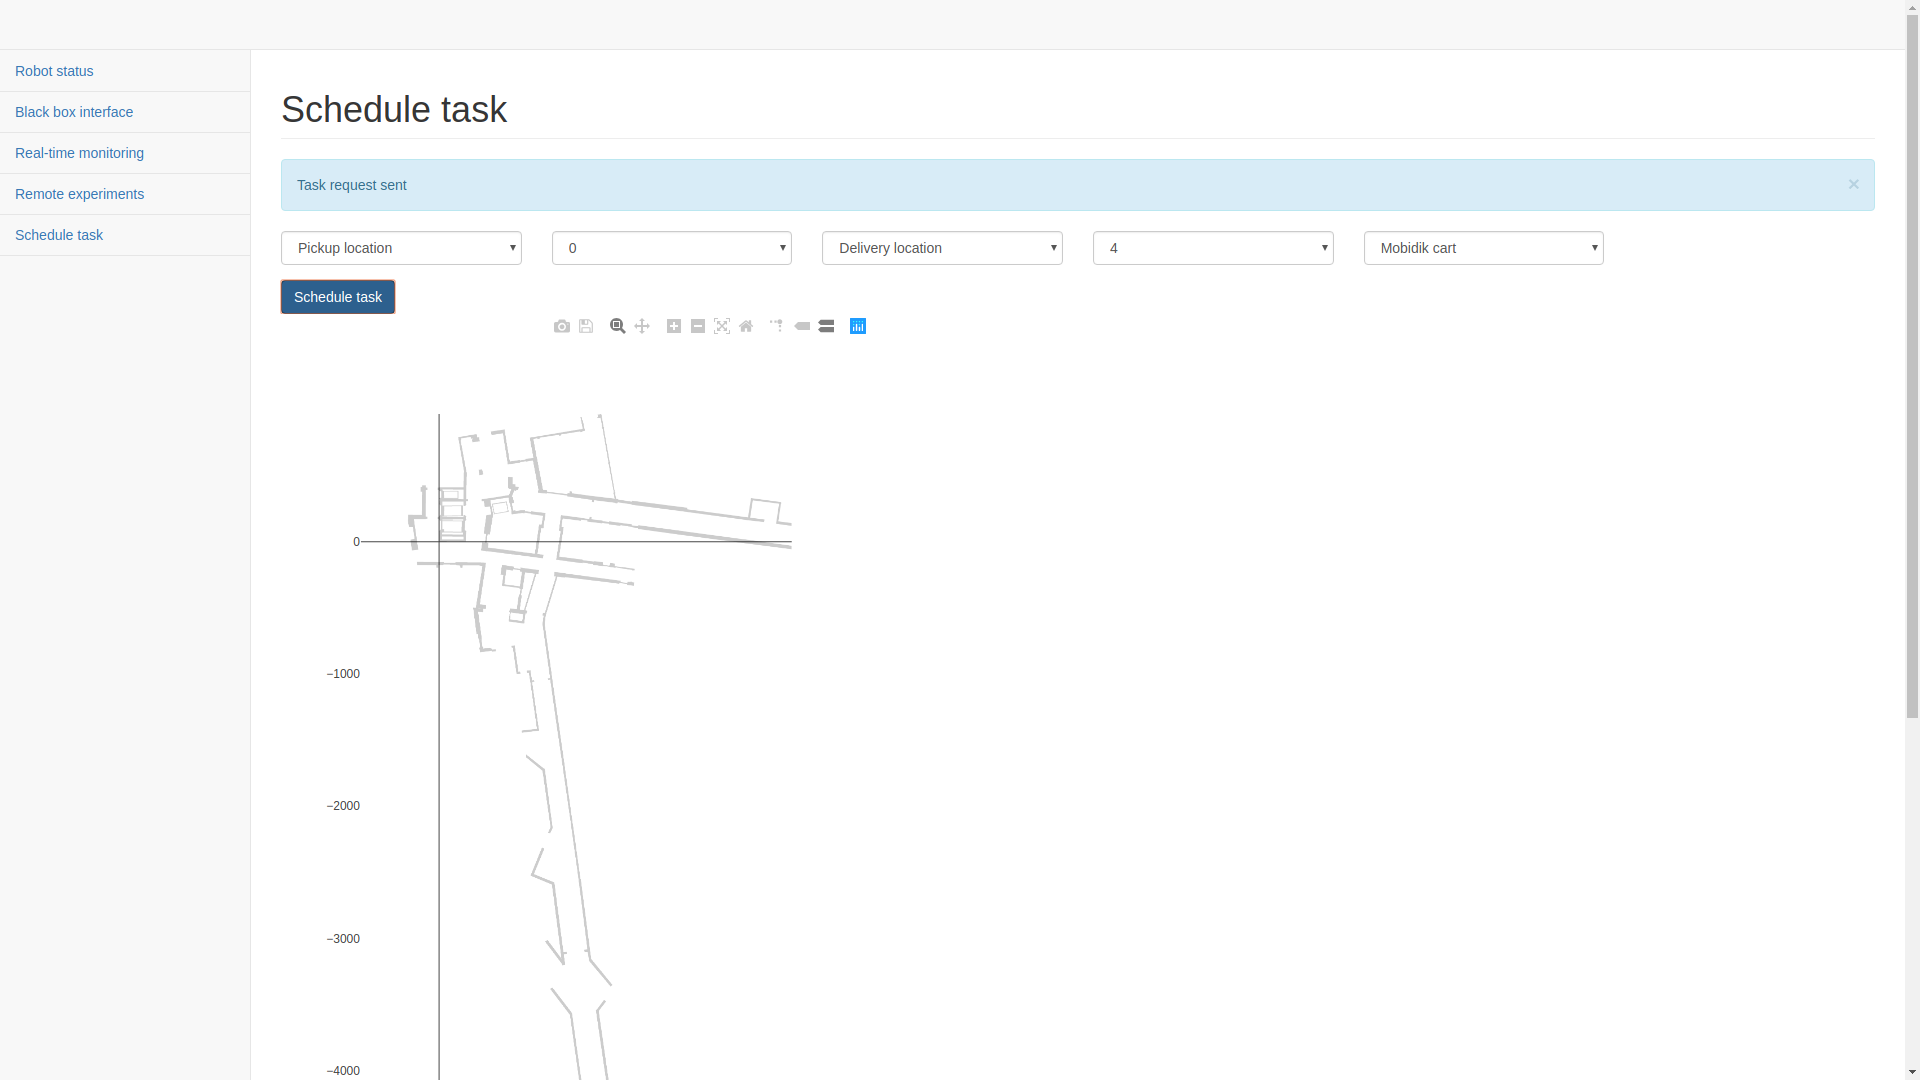 Robot status
Black box interface
Real-time monitoring
Remote experiments
Schedule task
Schedule task
Task request sent ×
Pickup location 0 Delivery location 4 Mobidik cart
Schedule task
0
−1000
−2000
−3000
−4000